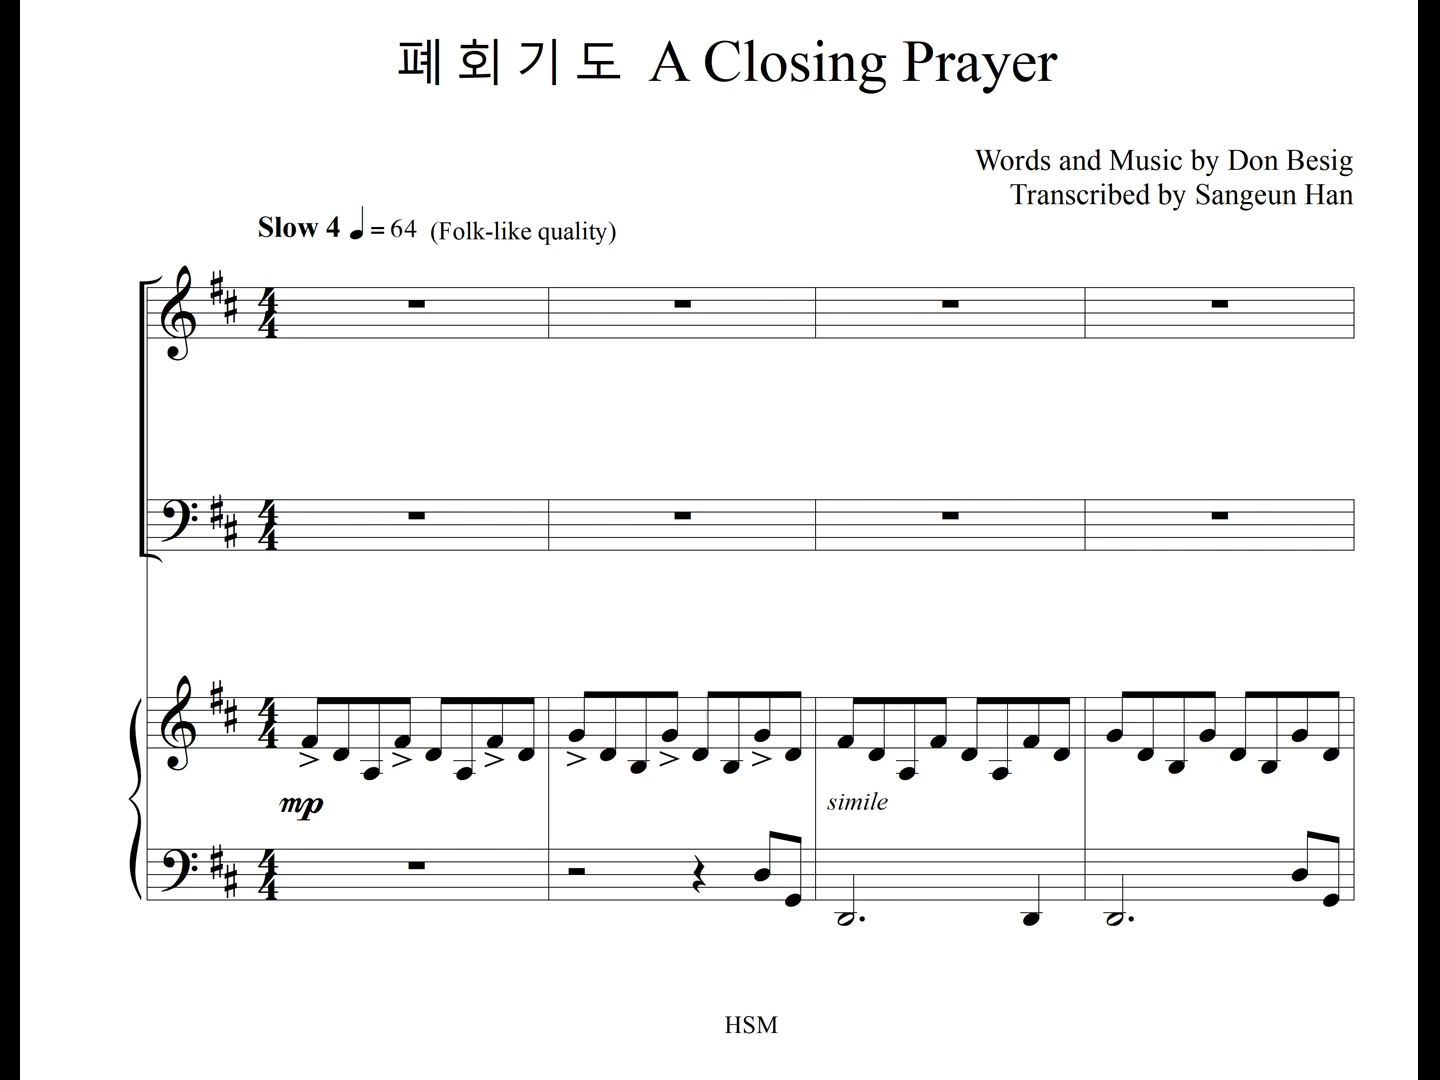 폐 회 기 도 A Closing Prayer
Words and Music by Don Besig
Transcribed by Sangeun Han
Slow 4 ♩= 64 (Folk-like quality)
mp
simile
HSM